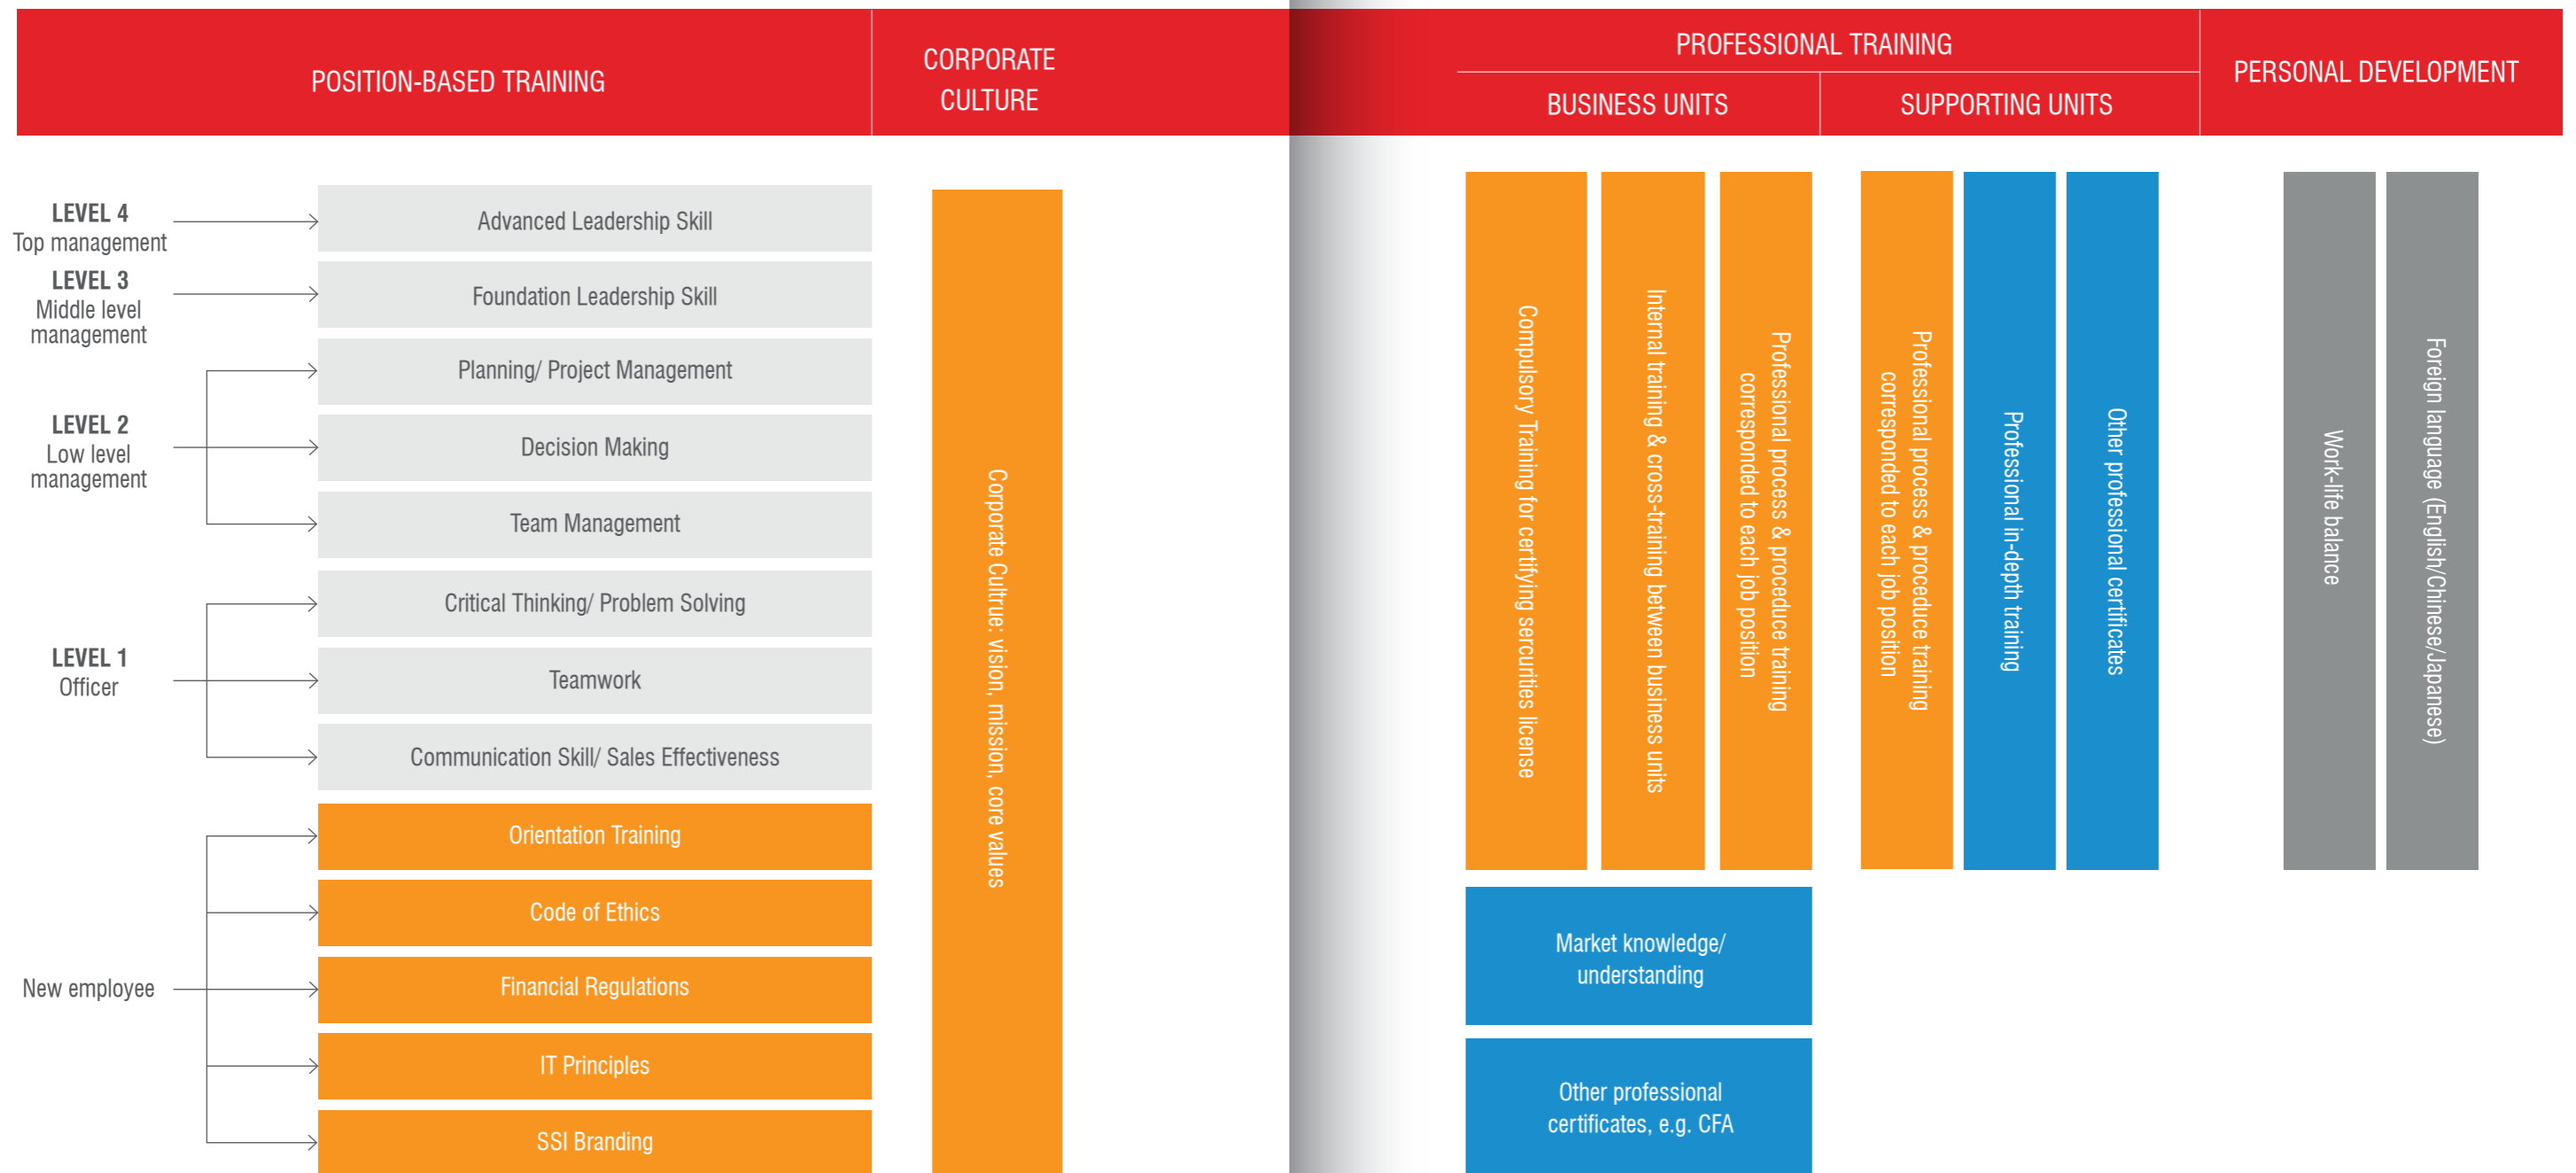 POSITION-BASED TRAINING
CORPORATE
CULTURE
PROFESSIONAL TRAINING
BUSINESS UNITS
SUPPORTING UNITS
PERSONAL DEVELOPMENT
LEVEL 4
Top management
LEVEL 3
Middle level
management
LEVEL 2
Low level
management
LEVEL 1
Officer
New employee
Advanced Leadership Skill
Foundation Leadership Skill
Planning/ Project Management
Decision Making
Team Management
Critical Thinking/ Problem Solving
Teamwork
Communication Skill/ Sales Effectiveness
Orientation Training
Code of Ethics
Financial Regulations
IT Principles
SSI Branding
Corporate Cultrue: vision, mission, core values
Compulsory Training for certifying sercurities license
Internal training & cross-training between business units
Professional process & proceduce training
corresponded to each job position
Market knowledge/
understanding
Other professional
certificates, e.g. CFA
Professional process & proceduce training
corresponded to each job position
Professional in-depth training
Other professional certificates
Work-life balance
Foreign language (English/Chinese/Japanese)